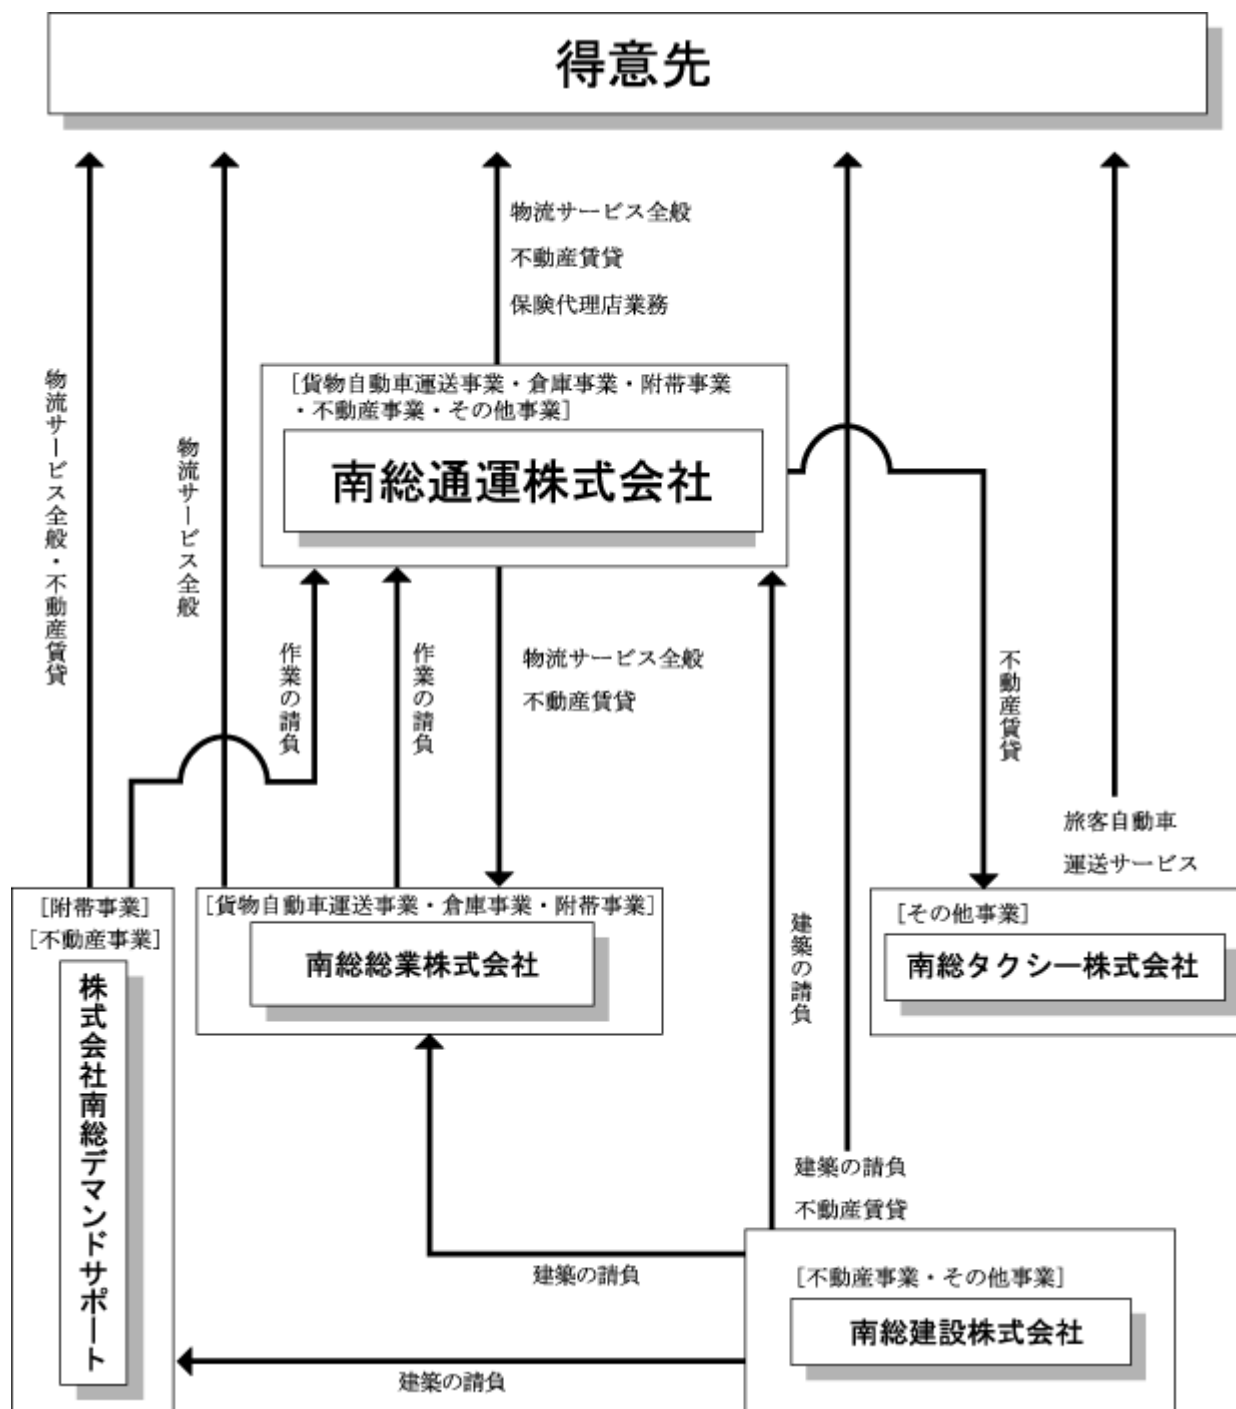 得意先
物流サービス全般
不動産賃貸
保険代理店業務
[貨物自動車運送事業・倉庫事業・附帯事業
・不動産事業・その他事業]
南総通運株式会社
物流サービス全般・不動産賃貸
物流サービス全般
作業の請負
作業の請負
物流サービス全般
不動産賃貸
不動産賃貸
旅客自動車
運送サービス
[附帯事業]
[不動産事業]
株式会社南総デマンドサポート
[貨物自動車運送事業・倉庫事業・附帯事業]
南総総業株式会社
建築の請負
[その他事業]
南総タクシー株式会社
建築の請負
不動産賃貸
建築の請負
[不動産事業・その他事業]
南総建設株式会社
建築の請負